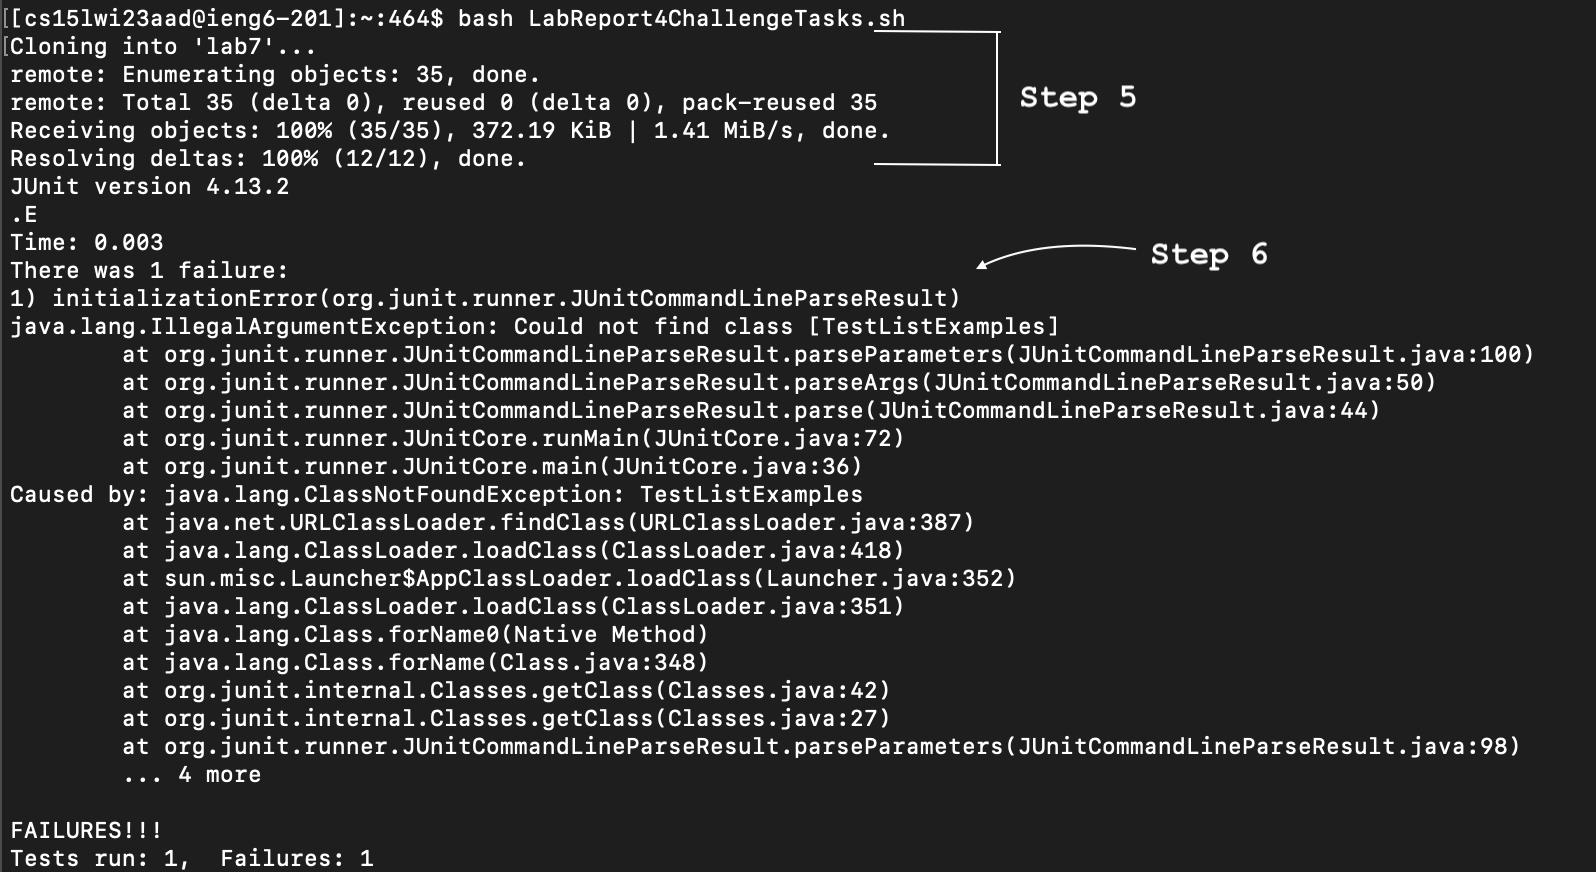 [[cs15lwi23aad@ieng6-201]:~:464$ bash LabReport4ChallengeTasks.sh
[Cloning into 'lab7'...
remote: Enumerating objects: 35, done.
remote: Total 35 (delta 0), reused 0 (delta 0), pack-reused 35
Receiving objects: 100% (35/35), 372.19 KiB | 1.41 MiB/s, done.
Resolving deltas: 100% (12/12), done.
Step 5
JUnit version 4.13.2
.E
Time: 0.003
There was 1 failure:
Step 6
1) initializationError(org.junit.runner.JUnitCommandLineParseResult)
java.lang.IllegalArgumentException: Could not find class [TestListExamples]
        at org.junit.runner.JUnitCommandLineParseResult.parseParameters(JUnitCommandLineParseResult.java:100)
        at org.junit.runner.JUnitCommandLineParseResult.parseArgs(JUnitCommandLineParseResult.java:50)
        at org.junit.runner.JUnitCommandLineParseResult.parse(JUnitCommandLineParseResult.java:44)
        at org.junit.runner.JUnitCore.runMain(JUnitCore.java:72)
        at org.junit.runner.JUnitCore.main(JUnitCore.java:36)
Caused by: java.lang.ClassNotFoundException: TestListExamples
        at java.net.URLClassLoader.findClass(URLClassLoader.java:387)
        at java.lang.ClassLoader.loadClass(ClassLoader.java:418)
        at sun.misc.Launcher$AppClassLoader.loadClass(Launcher.java:352)
        at java.lang.ClassLoader.loadClass(ClassLoader.java:351)
        at java.lang.Class.forName0(Native Method)
        at java.lang.Class.forName(Class.java:348)
        at org.junit.internal.Classes.getClass(Classes.java:42)
        at org.junit.internal.Classes.getClass(Classes.java:27)
        at org.junit.runner.JUnitCommandLineParseResult.parseParameters(JUnitCommandLineParseResult.java:98)
        ... 4 more
FAILURES!!!
Tests run: 1,  Failures: 1